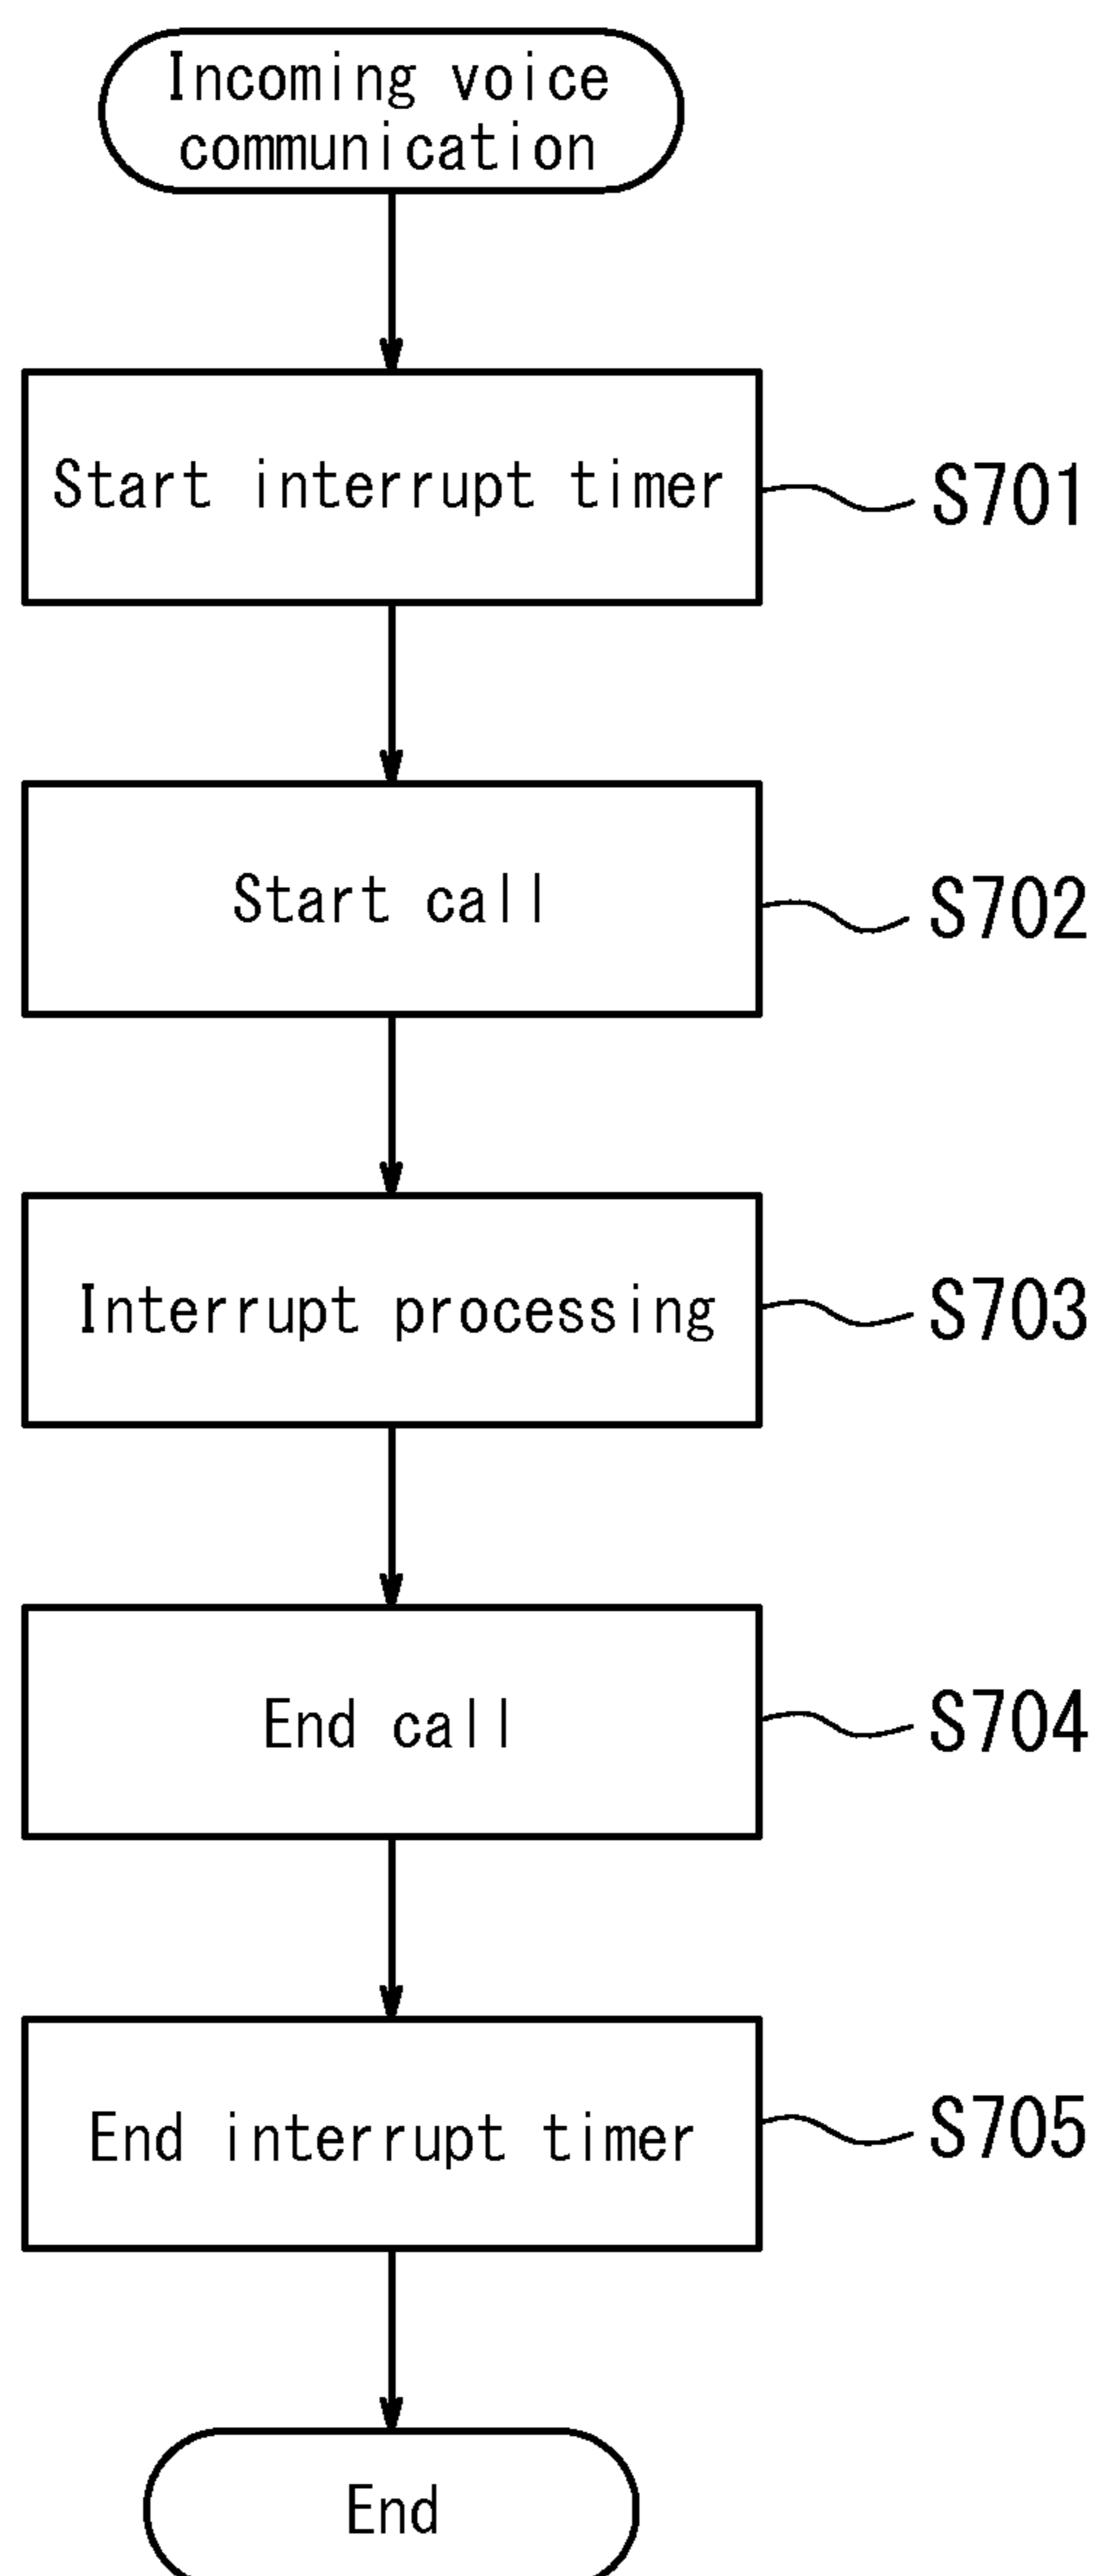 Incoming voice
communication
Start interrupt timer
S701
Start call
S702
Interrupt processing
S703
End call
S704
End interrupt timer
S705
End